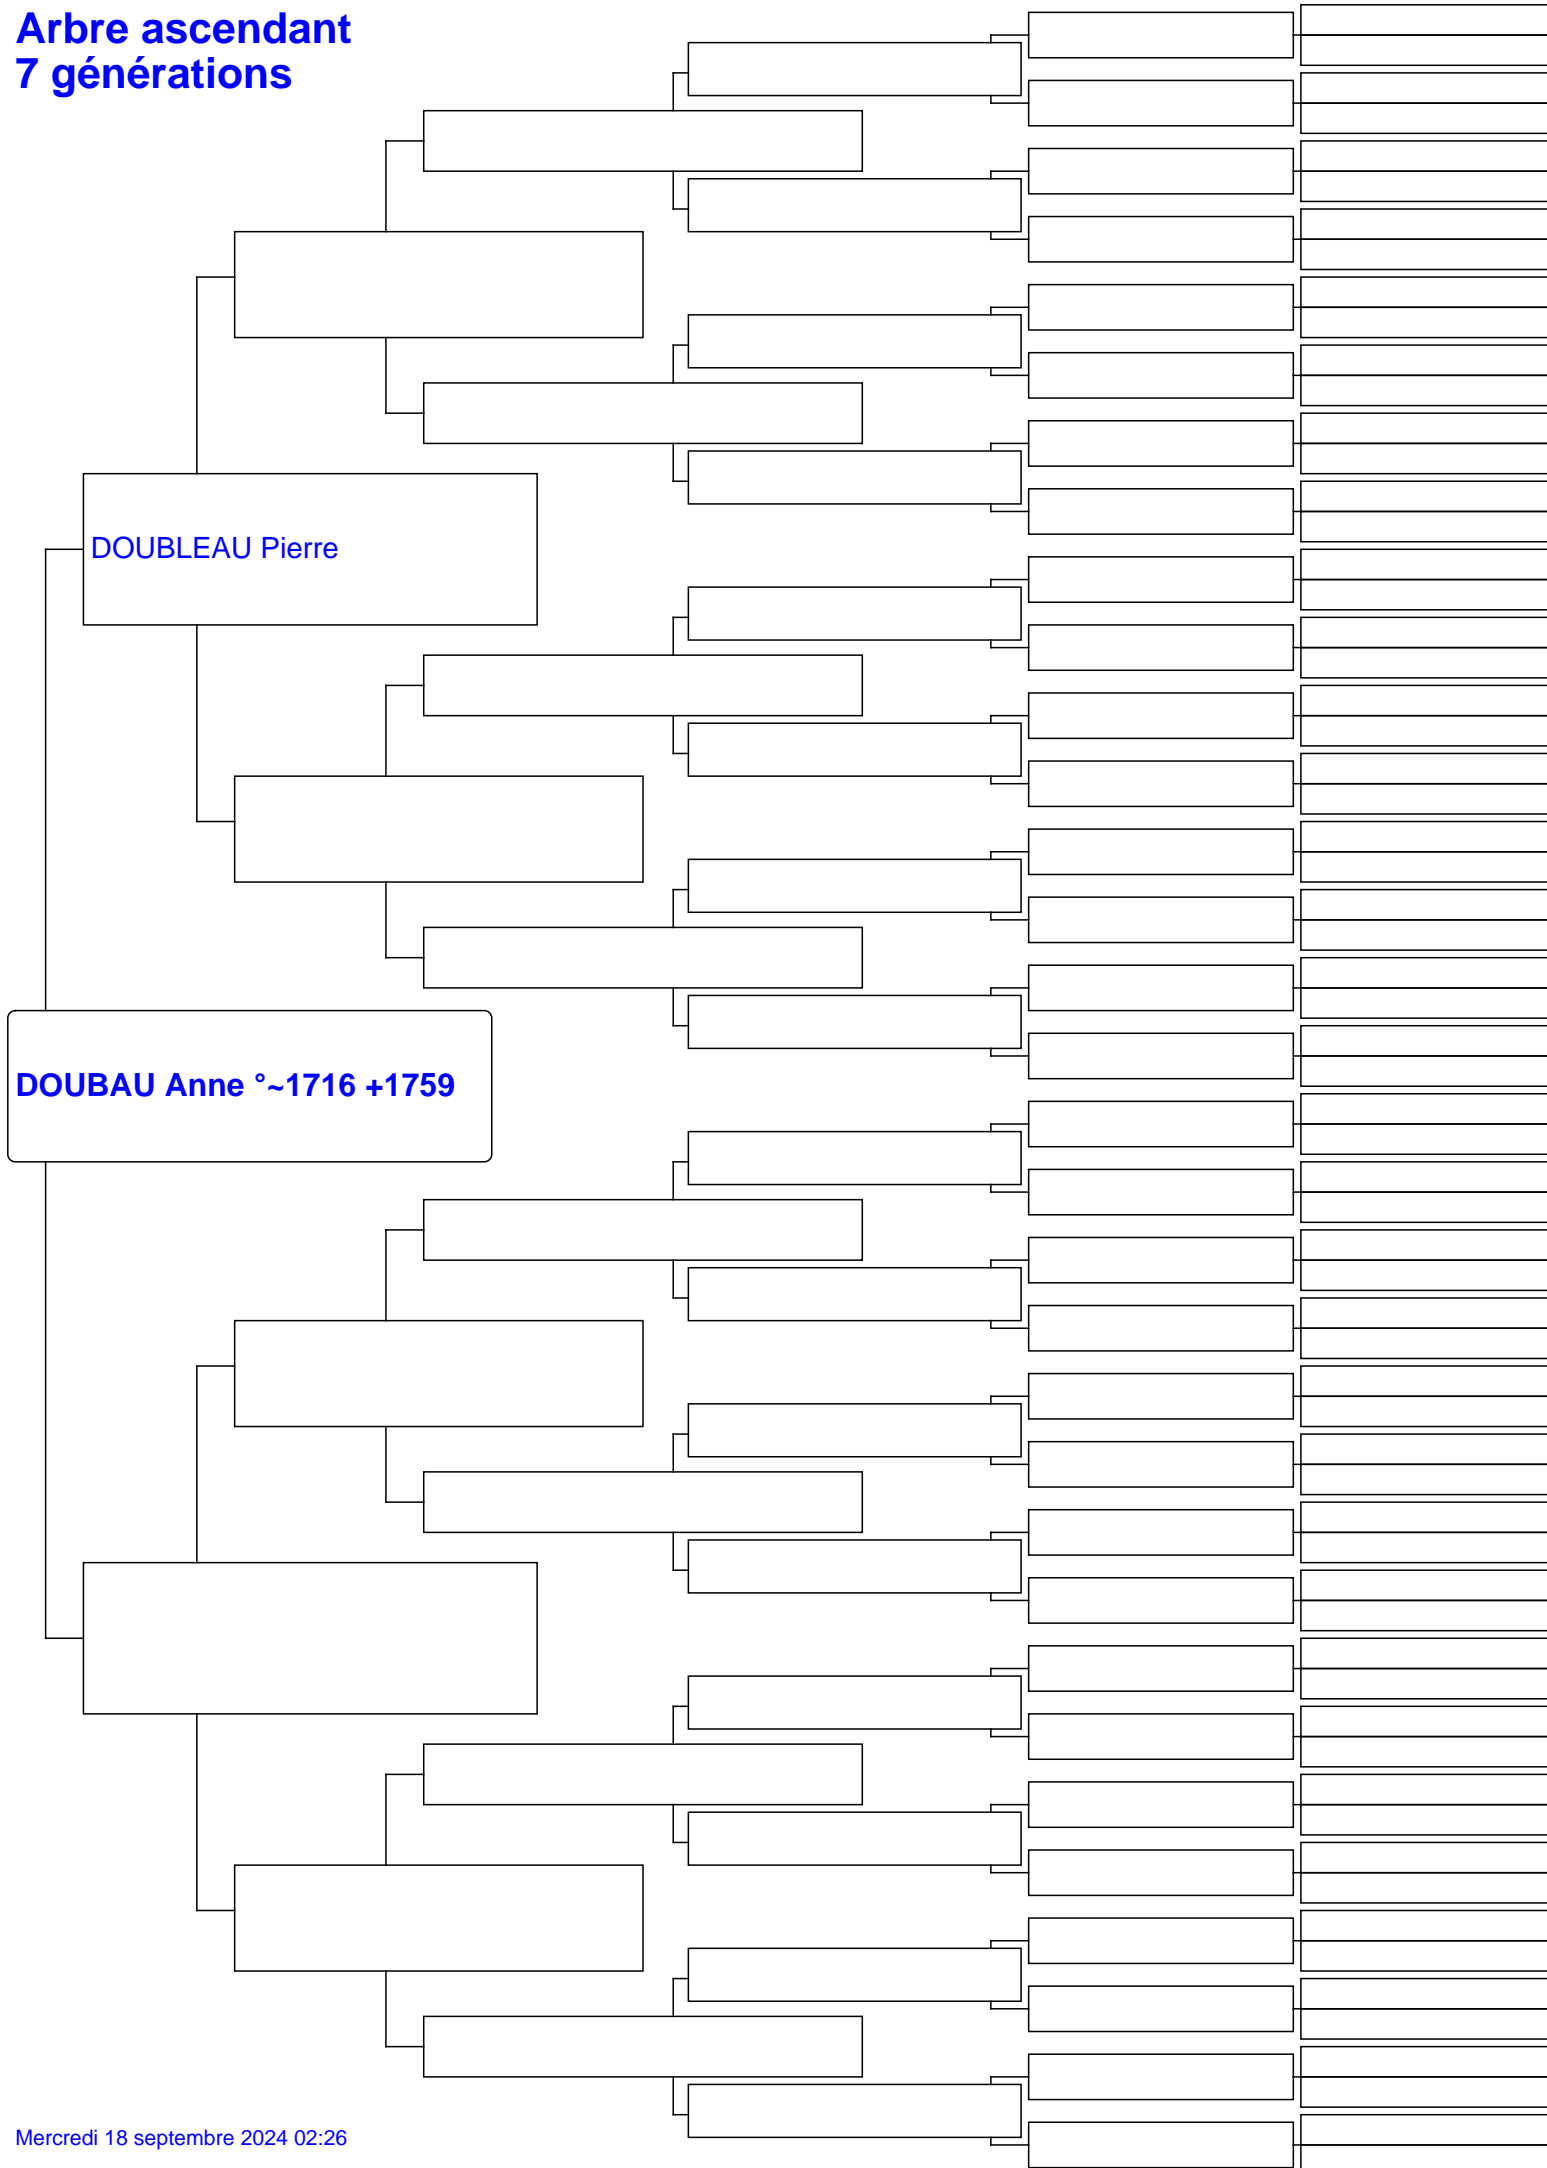 Arbre ascendant
7 générations
DOUBLEAU Pierre
DOUBAU Anne °~1716 +1759
Mercredi 18 septembre 2024 02:26